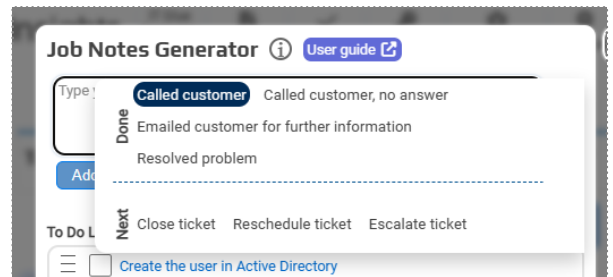 Job Notes Generator User guide
Type
Called customer Called customer, no answer
Done
Emailed customer for further information
Resolved problem
Add
Next
Close ticket Reschedule ticket Escalate ticket
To Do L
Create the user in Active Directory